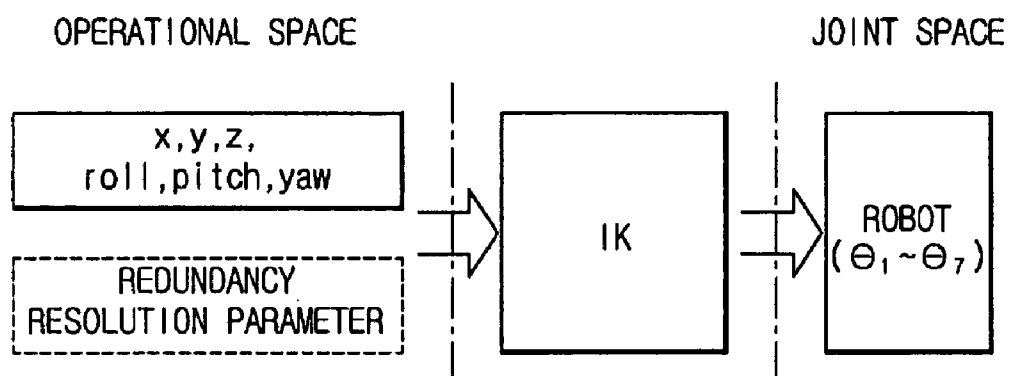 OPERATIONAL SPACE
JOINT SPACE
x,y,z,
roll,pitch,yaw
REDUNDANCY
RESOLUTION PARAMETER
IK
ROBOT
(Θ₁~Θ₇)